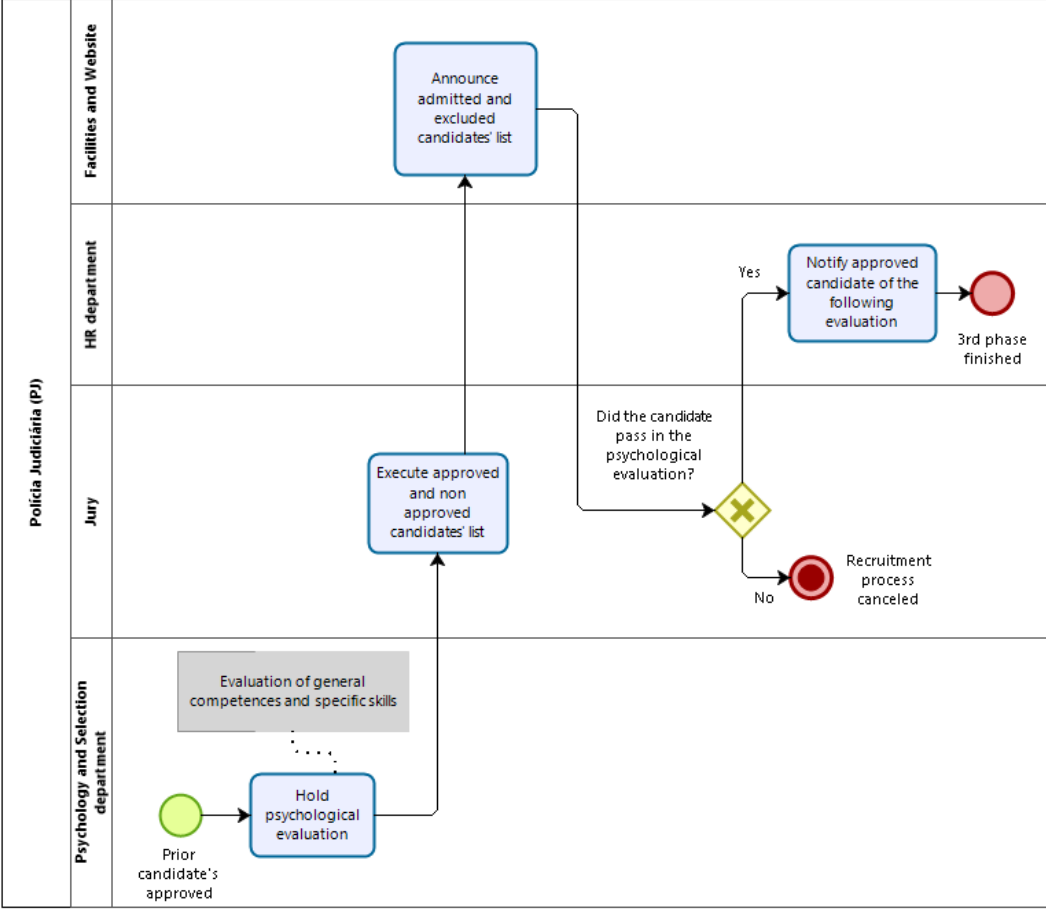 Polícia Judiciária (PJ)
Facilities and Website
Announce
admitted and
excluded
candidates' list
HR department
Yes
Notify approved
candidate of the
following
evaluation
3rd phase
finished
Jury
Execute approved
and non
approved
candidates' list
Did the candidate
pass in the
psychological
evaluation?
No
Recruitment
process
canceled
Psychology and Selection
department
Evaluation of general
competences and specific skills
Hold
psychological
evaluation
Prior
candidate's
approved